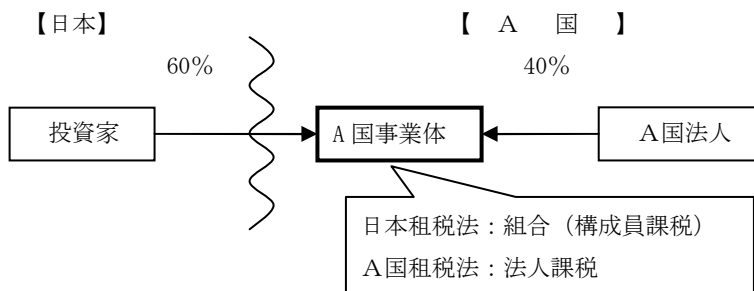 【日本】
【　Ａ　国　】
60％
40％
投資家
A国事業体
Ａ国法人
日本租税法：組合（構成員課税）
Ａ国租税法：法人課税